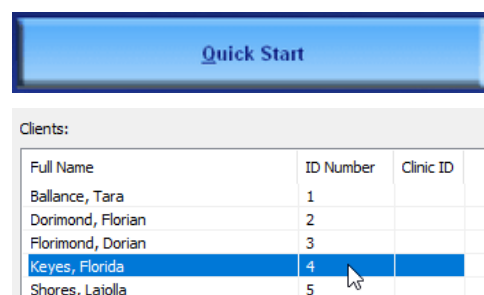 Quick Start
Clients:
Full Name ID Number Clinic ID
Ballance, Tara 1
Dorimond, Florian 2
Florimond, Dorian 3
Keyes, Florida 4
Shores, Lajolla 5